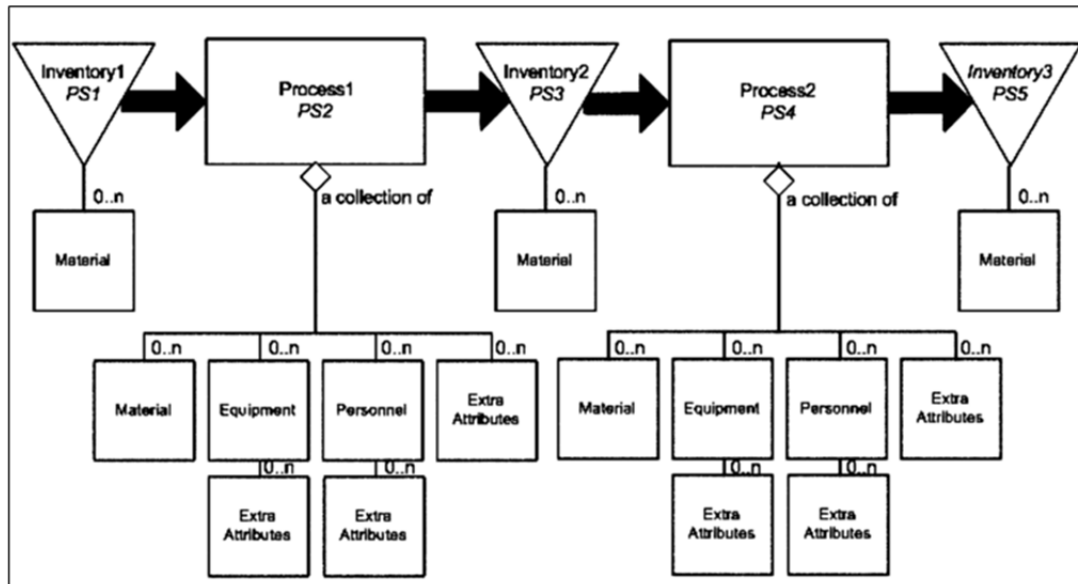 Inventory1
PS1
Process1
PS2
Inventory2
PS3
Process2
PS4
Inventory3
PS5
0..n
a collection of
0..n
a collection of
0..n
Material
Material
Material
0..n
0..n
0..n
0..n
0..n
0..n
0..n
0..n
Material
Equipment
Personnel
Extra
Attributes
Material
Equipment
Personnel
Extra
Attributes
0..n
0..n
0..n
0..n
Extra
Attributes
Extra
Attributes
Extra
Attributes
Extra
Attributes